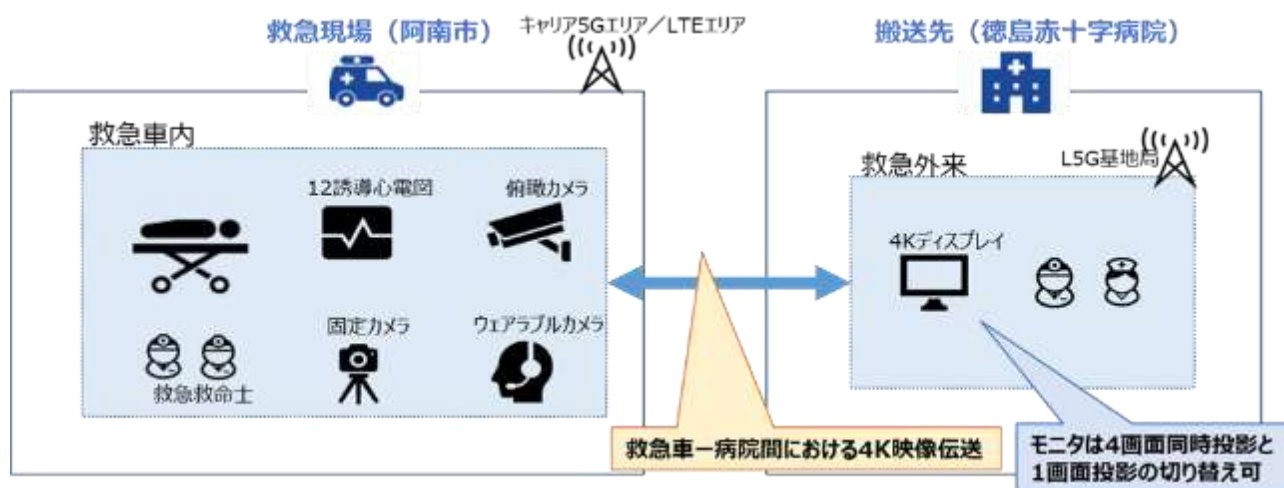 救急現場（阿南市）
キャリア5Gエリア／LTEエリア
搬送先（徳島赤十字病院）
救急車内
12誘導心電図
俯瞰カメラ
固定カメラ
ウェアラブルカメラ
救急救命士
救急外来
L5G基地局
4Kディスプレイ
救急車ー病院間における4K映像伝送
モニタは4画面同時投影と
1画面投影の切り替え可